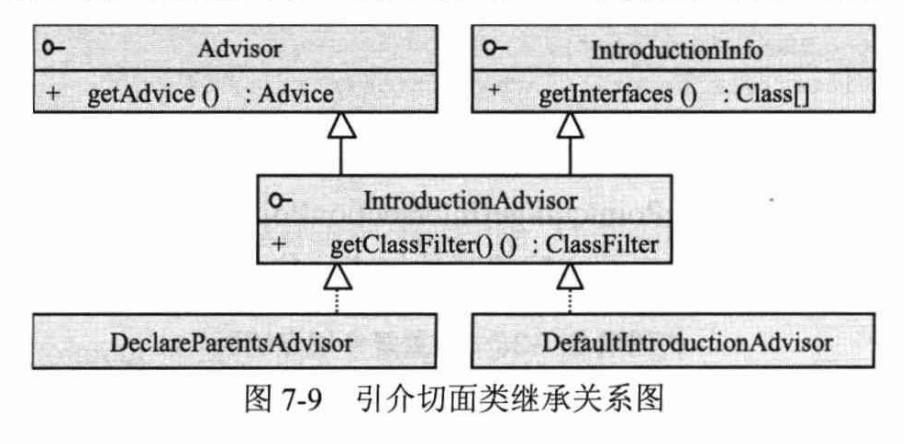 Advisor
+ getAdvice () : Advice
IntroductionInfo
+ getInterfaces () : Class[]
IntroductionAdvisor
+ getClassFilter() () : ClassFilter
DeclareParentsAdvisor
DefaultIntroductionAdvisor
图 7-9 引介切面类继承关系图